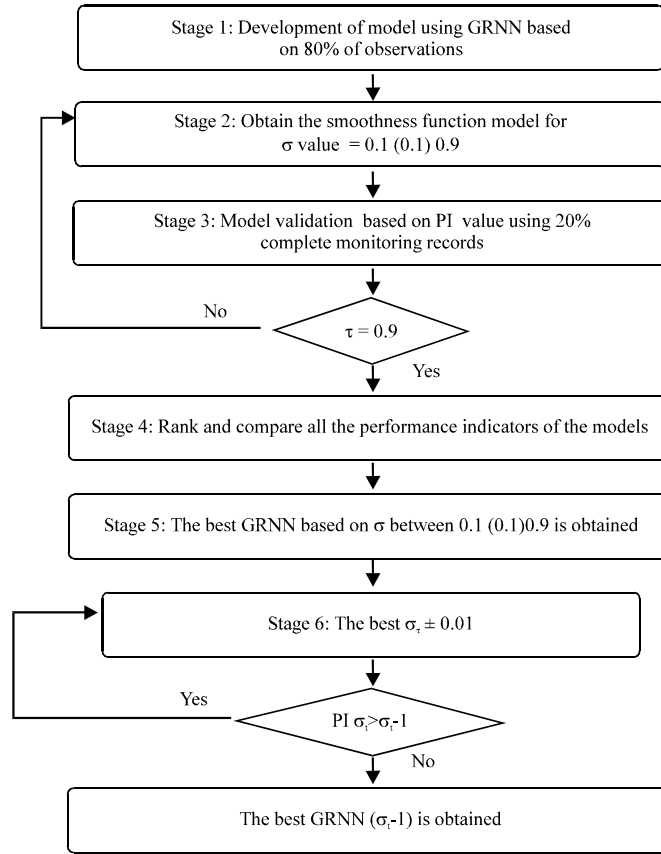 Stage 1: Development of model using GRNN based
on 80% of observations
Stage 2: Obtain the smoothness function model for
σ value = 0.1 (0.1) 0.9
Stage 3: Model validation based on PI value using 20%
complete monitoring records
No
τ = 0.9
Yes
Stage 4: Rank and compare all the performance indicators of the models
Stage 5: The best GRNN based on σ between 0.1 (0.1)0.9 is obtained
Stage 6: The best στ ± 0.01
Yes
PI σt>σt-1
No
The best GRNN (σt-1) is obtained